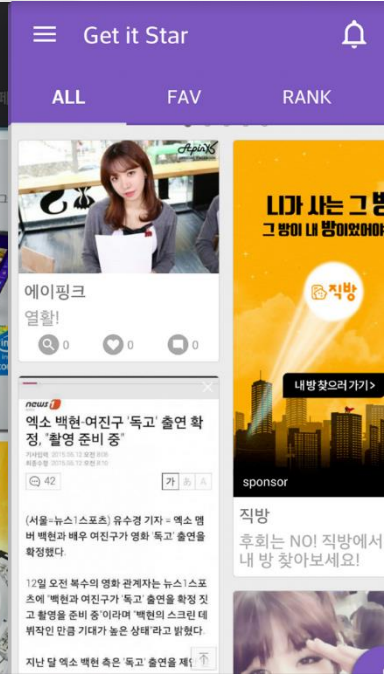 Get it Star
ALL FAV RANK
Apink
에이핑크
열활!
0 0 0
news1
엑소 백현·여진구 '독고' 출연 확
정, "촬영 준비 중"
42
가 あ A
(서울=뉴스1스포츠) 유수경 기자 = 엑소 멤
버 백현과 배우 여진구가 영화 '독고' 출연을
확정했다.
12일 오전 복수의 영화 관계자는 뉴스1스포
츠에 "백현과 여진구가 '독고' 출연을 확정 짓
고 촬영을 준비 중"이라며 "백현의 스크린 데
뷔작인 만큼 기대가 높은 상태"라고 밝혔다.
지난 달 엑소 백현 측은 '독고' 출연을
니가 사는 그
그 방이 내 방이었어야
직방
내 방 찾으러 가기>
sponsor
직방
후회는 NO! 직방에서
내 방 찾아보세요!